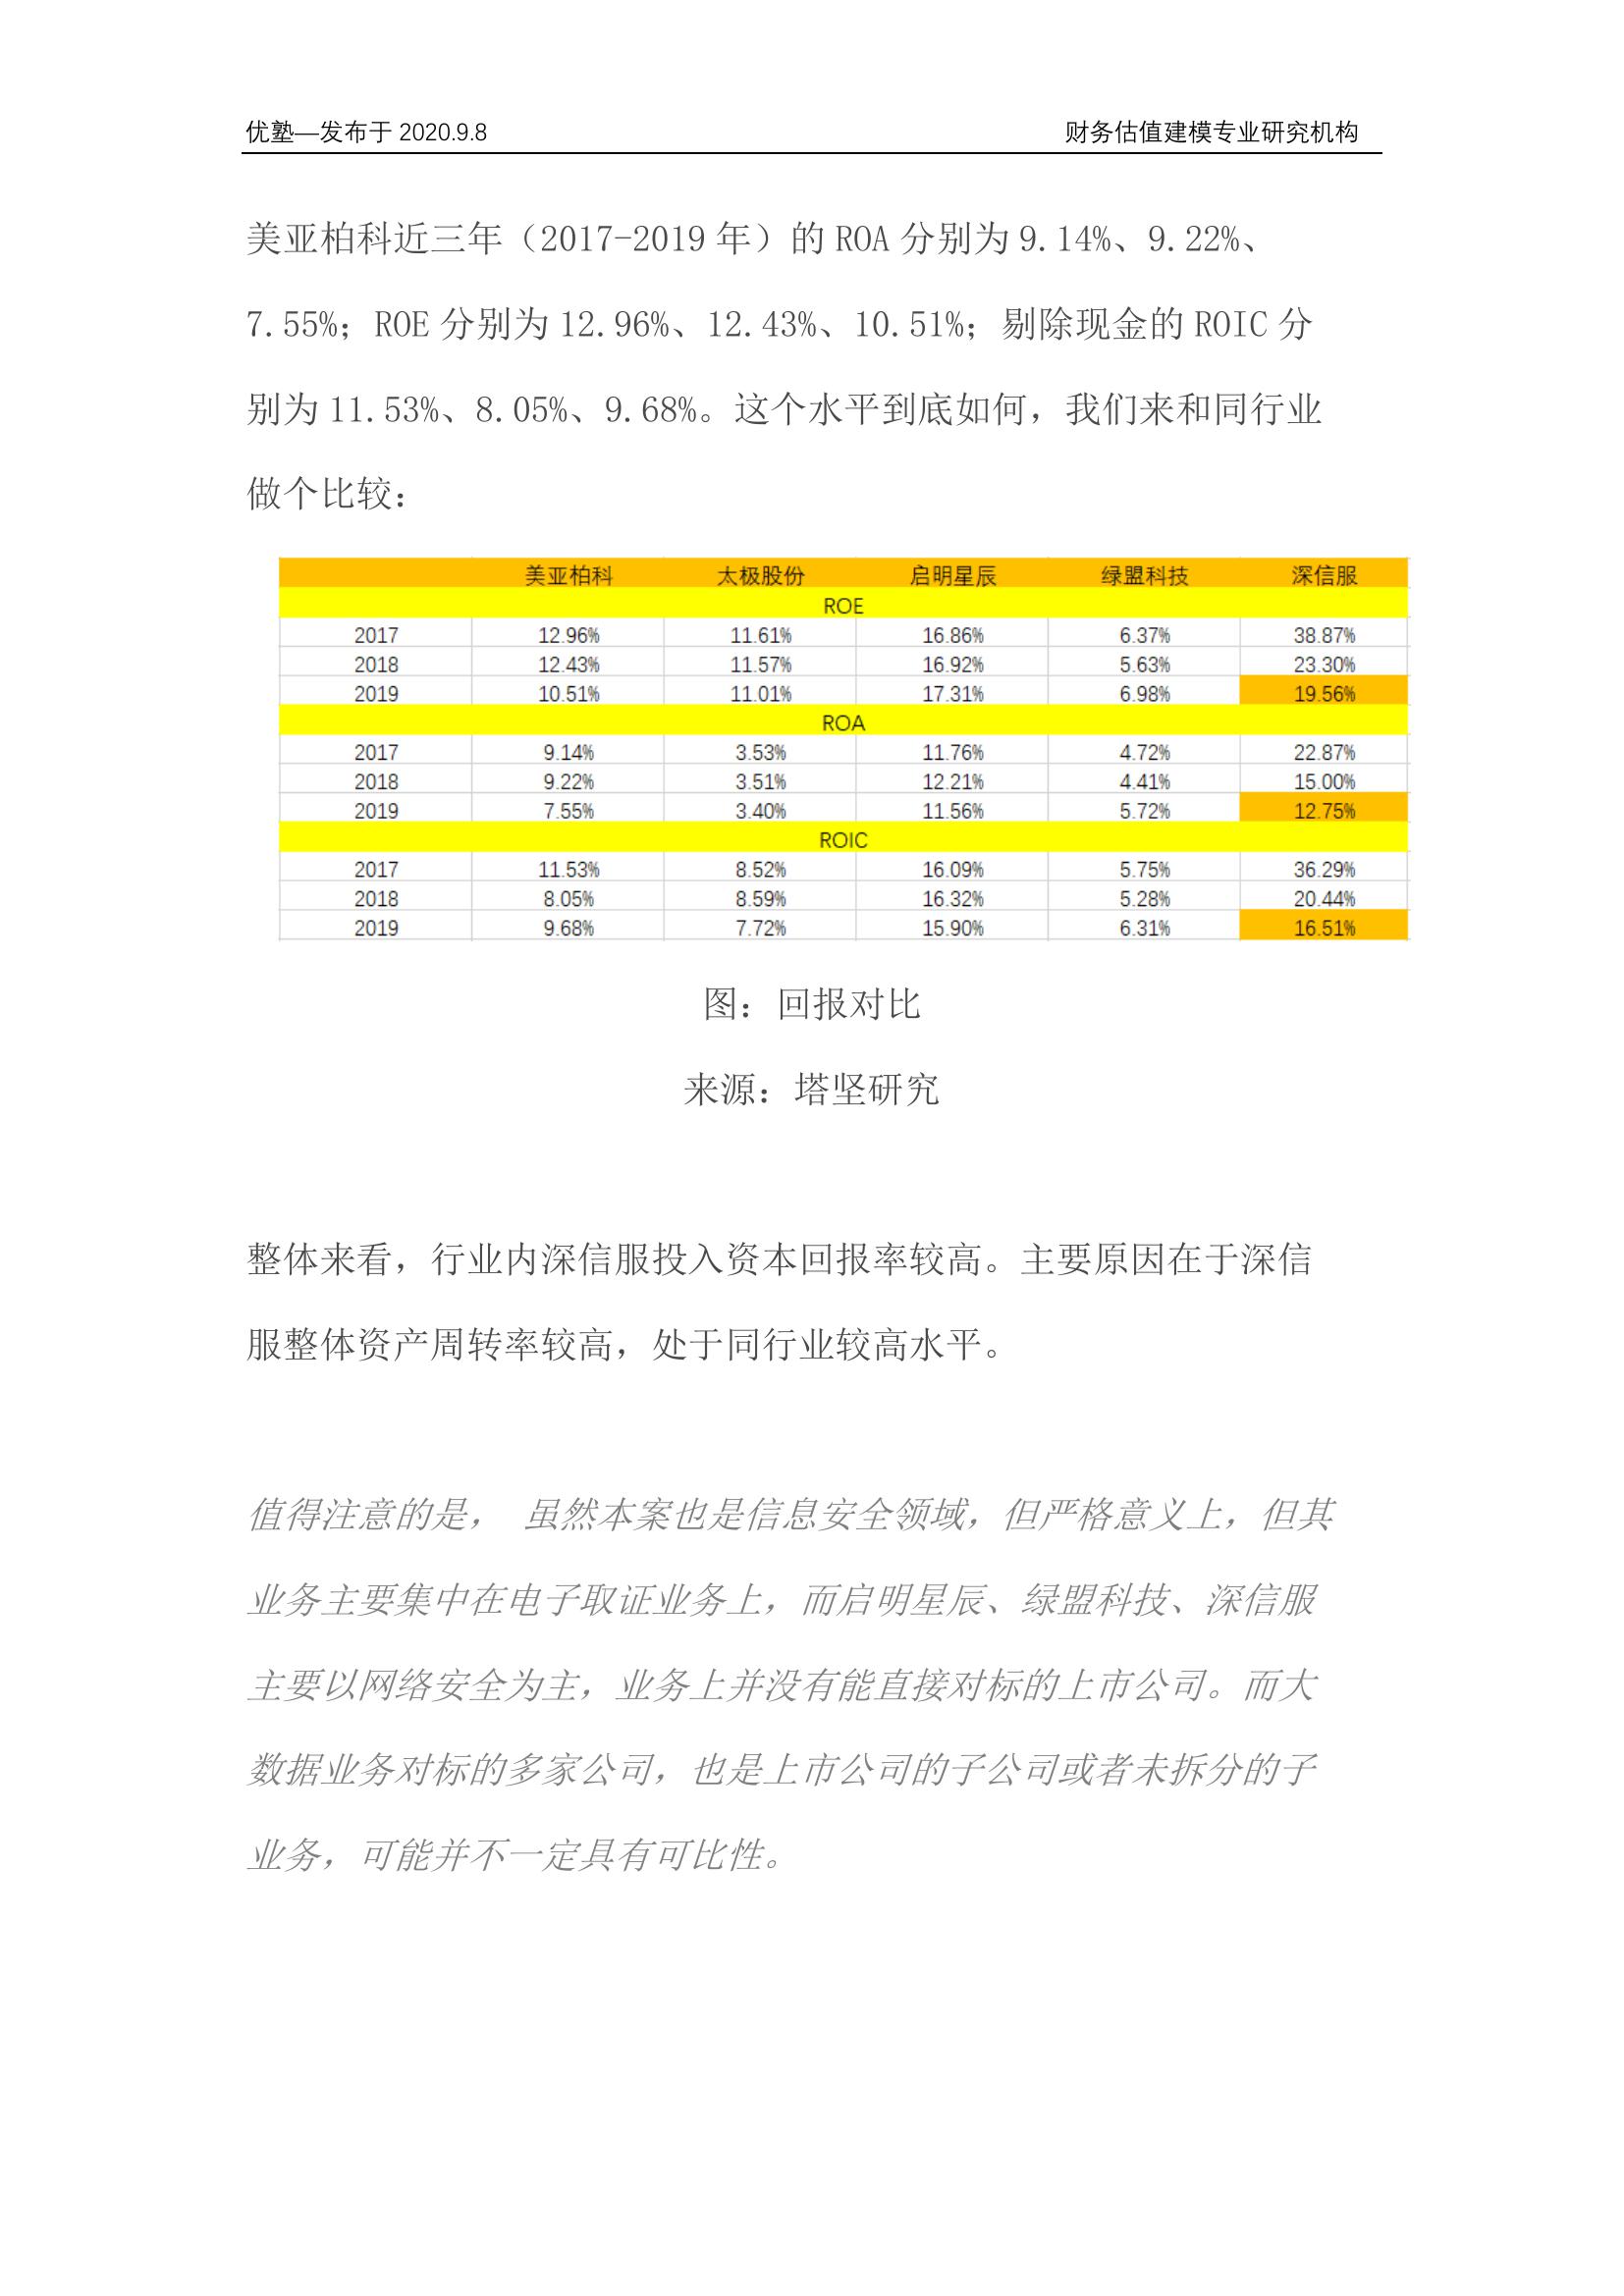 优塾—发布于 2020.9.8 财务估值建模专业研究机构
美亚柏科近三年（2017-2019 年）的 ROA 分别为 9.14%、9.22%、
7.55%；ROE 分别为 12.96%、12.43%、10.51%；剔除现金的 ROIC 分
别为 11.53%、8.05%、9.68%。这个水平到底如何，我们来和同行业
做个比较：
美亚柏科 太极股份 启明星辰 绿盟科技 深信服
ROE
2017 12.96% 11.61% 16.86% 6.37% 38.87%
2018 12.43% 11.57% 16.92% 5.63% 23.30%
2019 10.51% 11.01% 17.31% 6.98% 19.56%
ROA
2017 9.14% 3.53% 11.76% 4.72% 22.87%
2018 9.22% 3.51% 12.21% 4.41% 15.00%
2019 7.55% 3.40% 11.56% 5.72% 12.75%
ROIC
2017 11.53% 8.52% 16.09% 5.75% 36.29%
2018 8.05% 8.59% 16.32% 5.28% 20.44%
2019 9.68% 7.72% 15.90% 6.31% 16.51%
图：回报对比
来源：塔坚研究
整体来看，行业内深信服投入资本回报率较高。主要原因在于深信
服整体资产周转率较高，处于同行业较高水平。
值得注意的是， 虽然本案也是信息安全领域，但严格意义上，但其
业务主要集中在电子取证业务上，而启明星辰、绿盟科技、深信服
主要以网络安全为主，业务上并没有能直接对标的上市公司。而大
数据业务对标的多家公司，也是上市公司的子公司或者未拆分的子
业务，可能并不一定具有可比性。